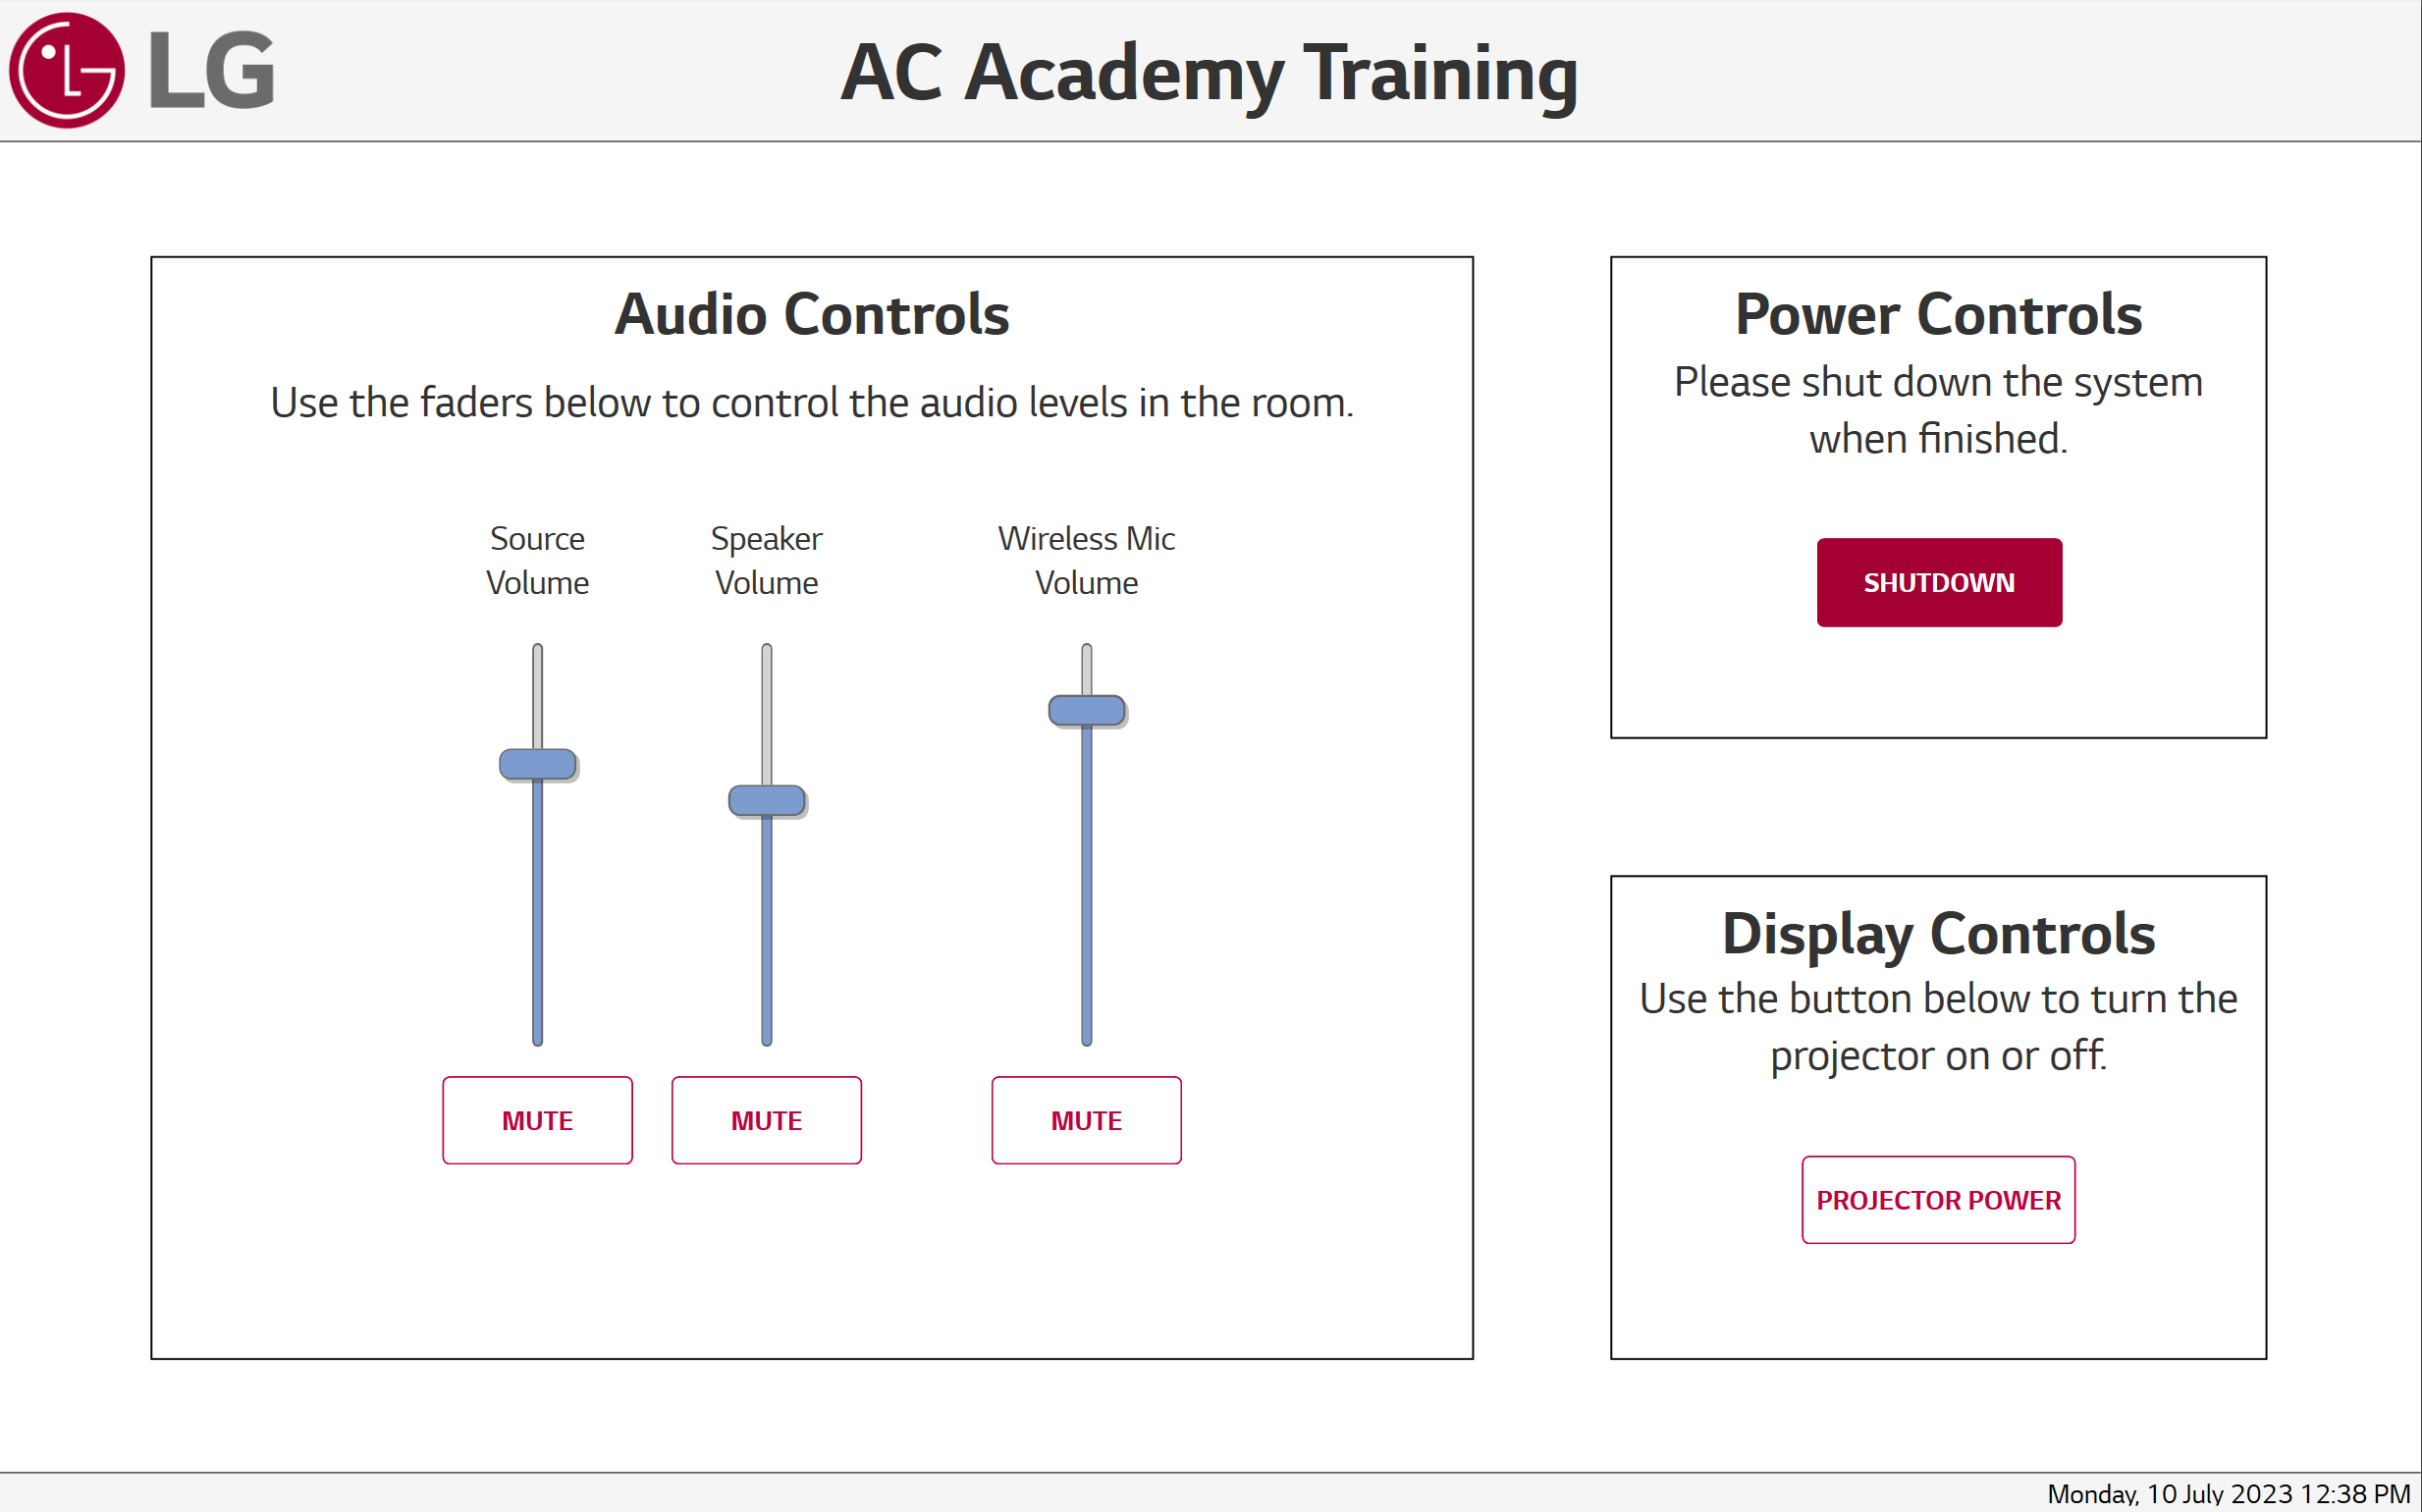 LG
AC Academy Training
Audio Controls
Use the faders below to control the audio levels in the room.
Source
Volume
Speaker
Volume
Wireless Mic
Volume
MUTE
MUTE
MUTE
Power Controls
Please shut down the system
when finished.
SHUTDOWN
Display Controls
Use the button below to turn the
projector on or off.
PROJECTOR POWER
Monday, 10 July 2023 12:38 PM